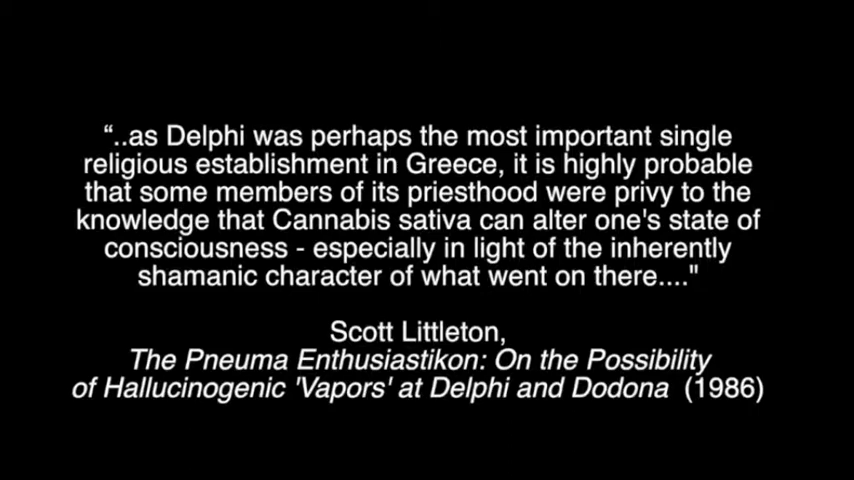 “..as Delphi was perhaps the most important single
religious establishment in Greece, it is highly probable
that some members of its priesthood were privy to the
knowledge that Cannabis sativa can alter one's state of
consciousness - especially in light of the inherently
shamanic character of what went on there...."
Scott Littleton,
The Pneuma Enthusiastikon: On the Possibility
of Hallucinogenic 'Vapors' at Delphi and Dodona (1986)